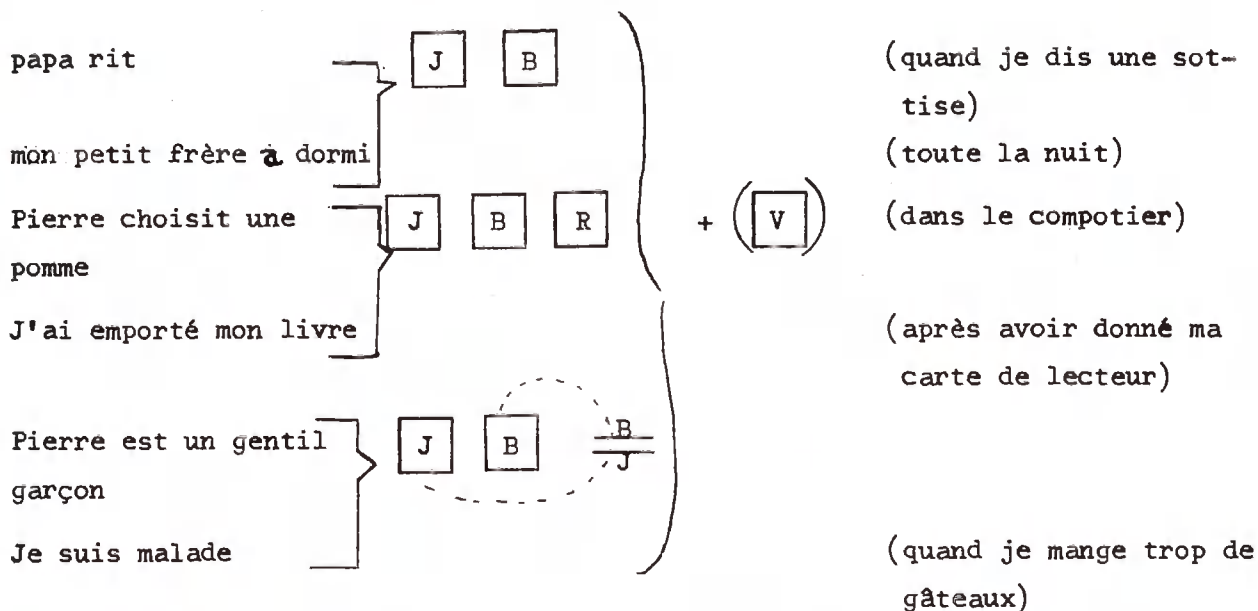 papa rit J B (quand je dis une sot-
tise)
mon petit frère a dormi (toute la nuit)
Pierre choisit une J B R + (V) (dans le compotier)
pomme
J'ai emporté mon livre (après avoir donné ma
carte de lecteur)
Pierre est un gentil J B B
J
garçon
Je suis malade (quand je mange trop de
gâteaux)